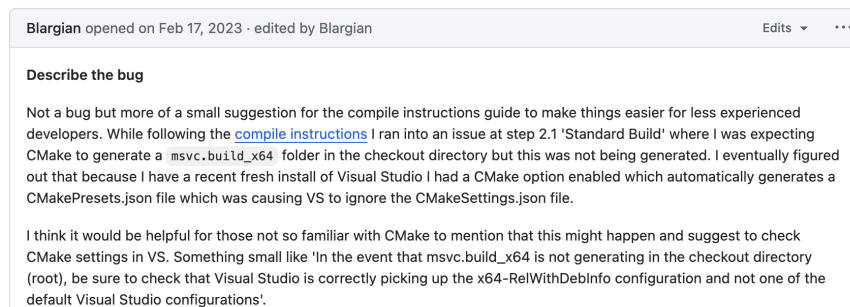 Blargian opened on Feb 17, 2023 · edited by Blargian Edits
Describe the bug
Not a bug but more of a small suggestion for the compile instructions guide to make things easier for less experienced
developers. While following the compile instructions I ran into an issue at step 2.1 'Standard Build' where I was expecting
CMake to generate a msvc.build_x64 folder in the checkout directory but this was not being generated. I eventually figured
out that because I have a recent fresh install of Visual Studio I had a CMake option enabled which automatically generates a
CMakePresets.json file which was causing VS to ignore the CMakeSettings.json file.
I think it would be helpful for those not so familiar with CMake to mention that this might happen and suggest to check
CMake settings in VS. Something small like 'In the event that msvc.build_x64 is not generating in the checkout directory
(root), be sure to check that Visual Studio is correctly picking up the x64-RelWithDebInfo configuration and not one of the
default Visual Studio configurations'.